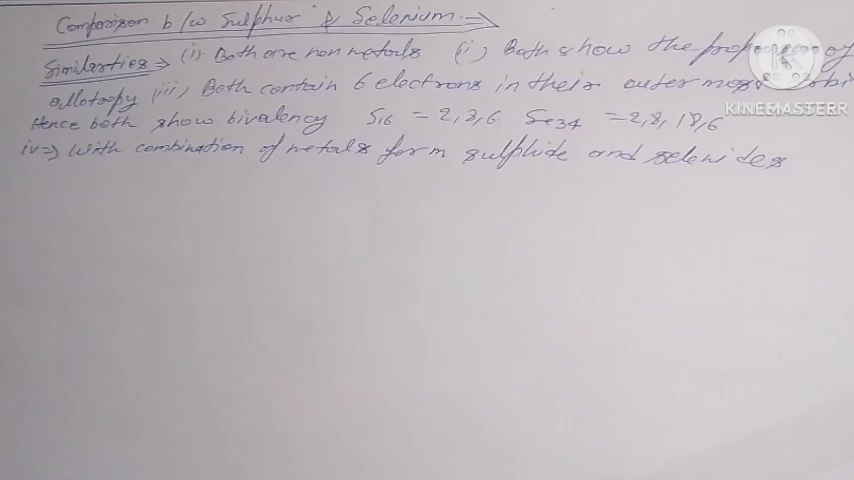 Comparison b/w Sulphur & Selenium ⇒
Similarties ⇒ (i). Both are non metals (ii) Both show the property of
allotropy (iii) Both contain 6 electrons in their outer most
Hence both show bivalency S16 = 2,8,6. Se34 = 2,8,18,6
iv ⇒ With combination of metals form sulphide and selenides
KINEMASTER